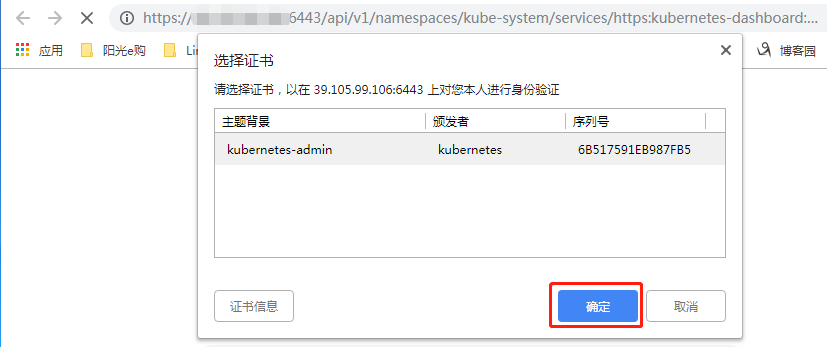 https:// 6443/api/v1/namespaces/kube-system/services/https:kubernetes-dashboard:...
应用 阳光e购 博客园
选择证书
请选择证书，以在 39.105.99.106:6443 上对您本人进行身份验证
主题背景 颁发者 序列号
kubernetes-admin kubernetes 6B517591EB987FB5
证书信息 确定 取消